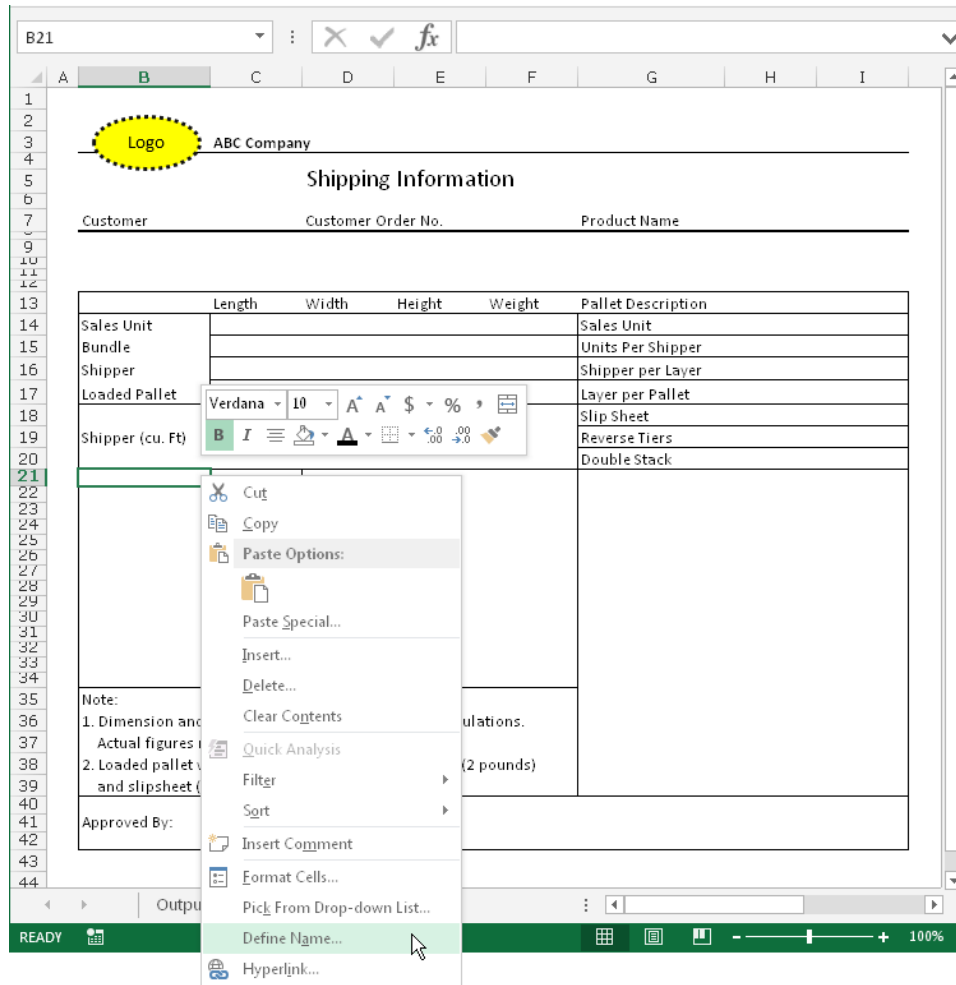 B21 fx
A B C D E F G H I
1
2
3 Logo ABC Company
4
5 Shipping Information
6
7 Customer Customer Order No. Product Name
9
10
11
12
13 Length Width Height Weight Pallet Description
14 Sales Unit Sales Unit
15 Bundle Units Per Shipper
16 Shipper Shipper per Layer
17 Loaded Pallet Layer per Pallet
Verdana 10 A A $ % ,
18 Slip Sheet
19 Shipper (cu. Ft) B I A .0 .00 .00 .0 Reverse Tiers
20 Double Stack
21
22 Cut
23
24 Copy
25
26 Paste Options:
27
28
29
30 Paste Special...
31
32 Insert...
33
34 Delete...
35 Note:
36 1. Dimension and Clear Contents ulations.
37 Actual figures Quick Analysis
38 2. Loaded pallet (2 pounds)
Filter
39 and slipsheet (
40 Sort
41 Approved By:
42 Insert Comment
43
44 Format Cells...
Outpu Pick From Drop-down List...
READY Define Name... 100%
Hyperlink...